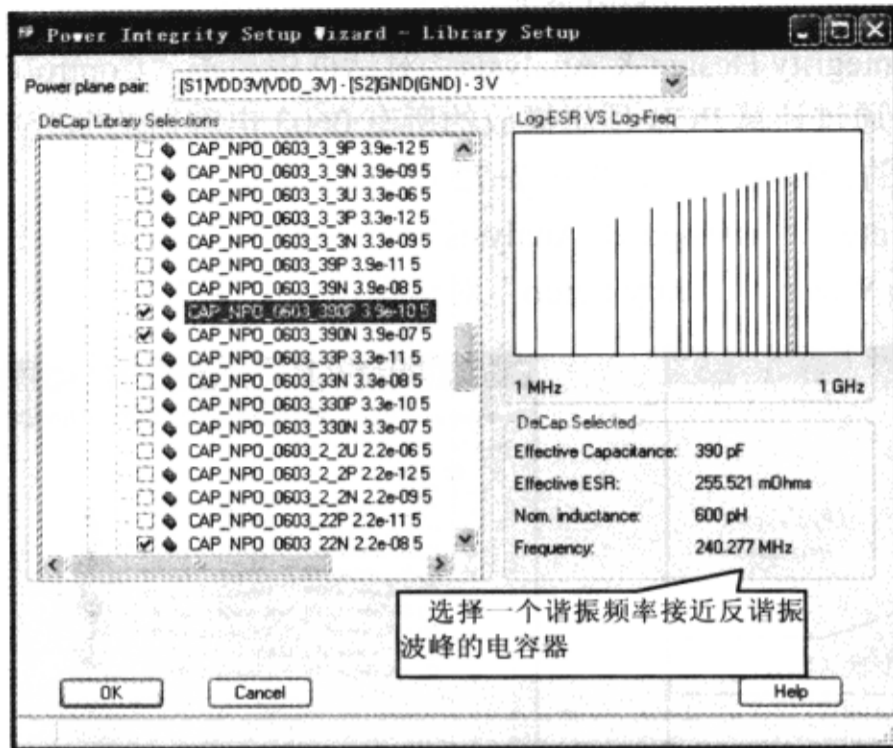 Power Integrity Setup Wizard - Library Setup
Power plane pair: [S1]VDD3V(VDD_3V) - [S2]GND(GND) - 3 V
DeCap Library Selections
CAP_NPO_0603_3_9P 3.9e-12 5
CAP_NPO_0603_3_9N 3.9e-09 5
CAP_NPO_0603_3_3U 3.3e-06 5
CAP_NPO_0603_3_3P 3.3e-12 5
CAP_NPO_0603_3_3N 3.3e-09 5
CAP_NPO_0603_39P 3.9e-11 5
CAP_NPO_0603_39N 3.9e-08 5
CAP_NPO_0603_390P 3.9e-10 5
CAP_NPO_0603_390N 3.9e-07 5
CAP_NPO_0603_33P 3.3e-11 5
CAP_NPO_0603_33N 3.3e-08 5
CAP_NPO_0603_330P 3.3e-10 5
CAP_NPO_0603_330N 3.3e-07 5
CAP_NPO_0603_2_2U 2.2e-06 5
CAP_NPO_0603_2_2P 2.2e-12 5
CAP_NPO_0603_2_2N 2.2e-09 5
CAP_NPO_0603_22P 2.2e-11 5
CAP_NPO_0603_22N 2.2e-08 5
Log-ESR VS Log-Freq
1 MHz 1 GHz
DeCap Selected
Effective Capacitance: 390 pF
Effective ESR: 255.521 mOhms
Nom. inductance: 600 pH
Frequency: 240.277 MHz
选择一个谐振频率接近反谐振
波峰的电容器
OK Cancel Help